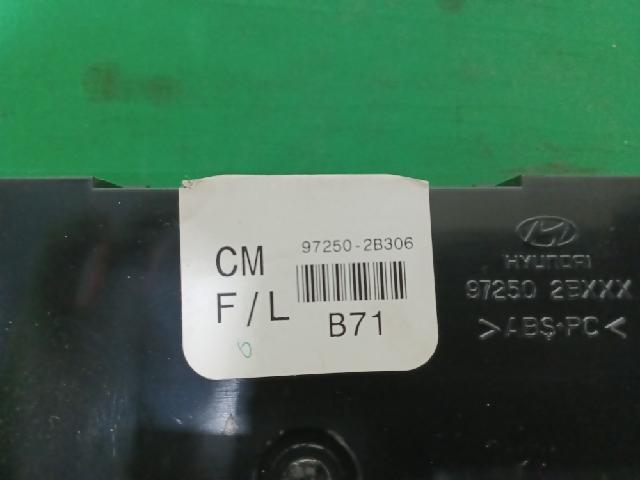 CM
97250-2B306
F/L
B71
HYUNDAI
97250 2BXXX
>ABS+PC<